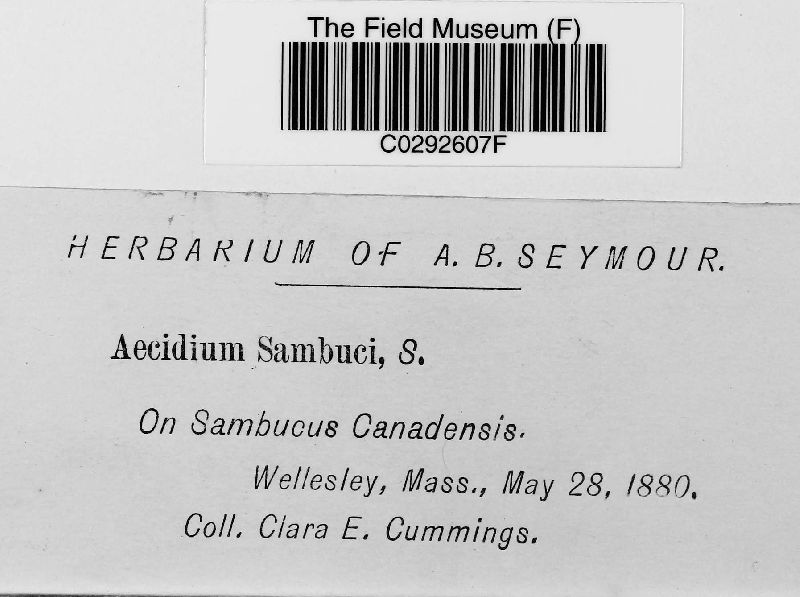 The Field Museum (F)
C0292607F
HERBARIUM OF A. B. SEYMOUR.
Aecidium Sambuci, S.
On Sambucus Canadensis.
Wellesley, Mass., May 28, 1880.
Coll. Clara E. Cummings.